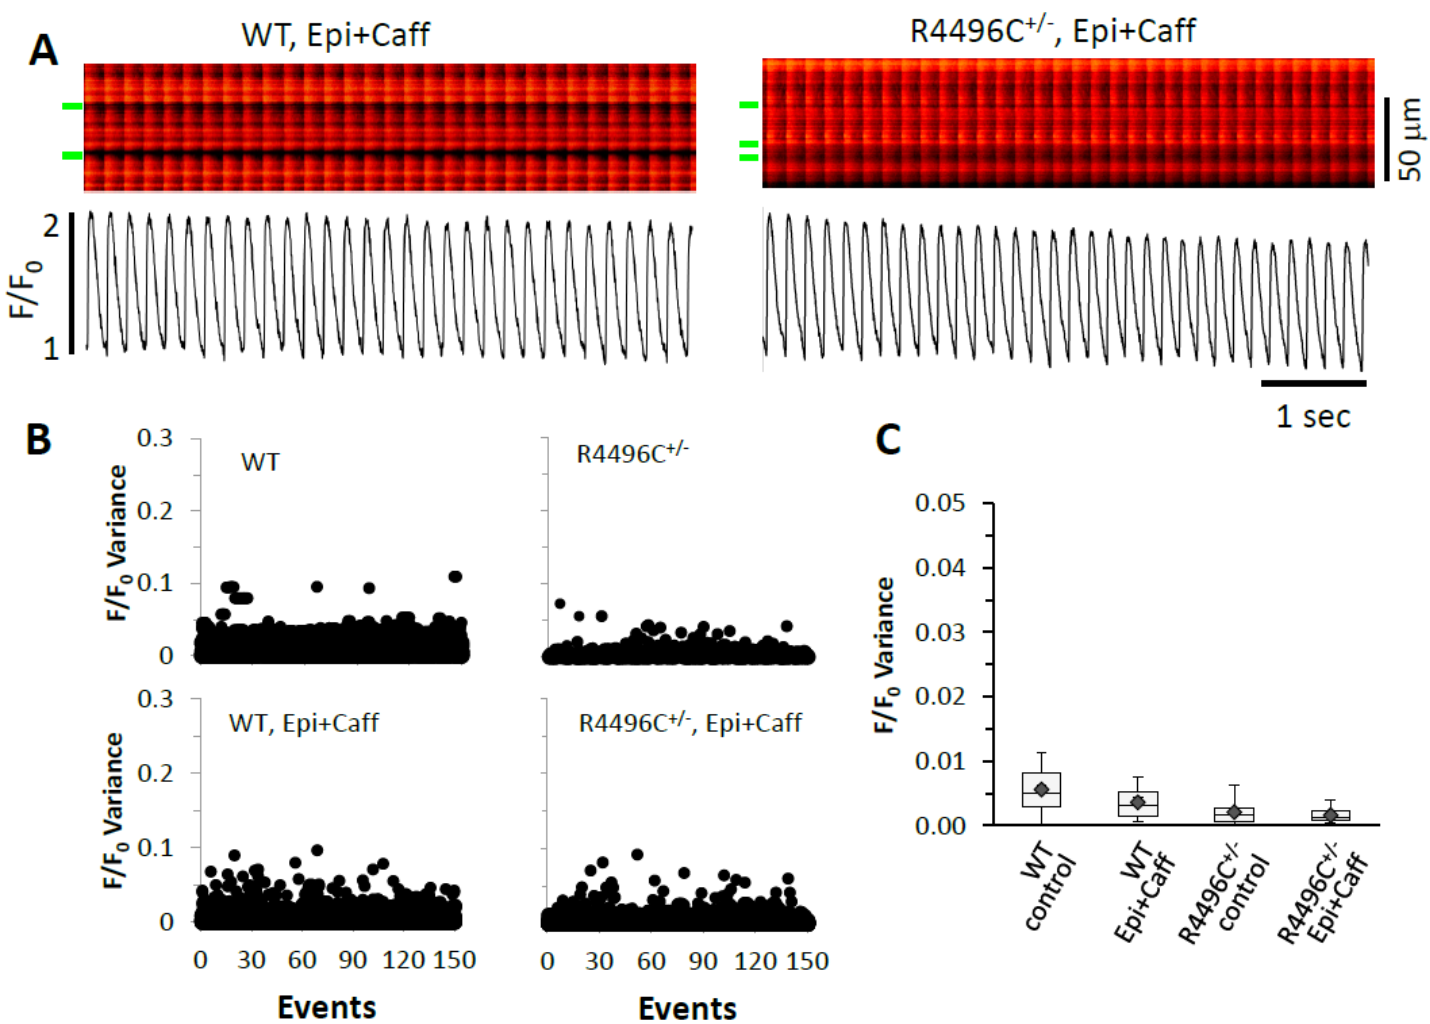 A
WT, Epi+Caff
R4496C+/-, Epi+Caff
50 µm
2
F/F0
1
1 sec
B
0.3
WT
R4496C+/-
F/F0 Variance
0.2
0.1
0
0.3
WT, Epi+Caff
R4496C+/-, Epi+Caff
F/F0 Variance
0.2
0.1
0
0 30 60 90 120 150
0 30 60 90 120 150
Events
Events
C
0.05
0.04
0.03
0.02
0.01
0.00
F/F0 Variance
WT
control
WT
Epi+Caff
R4496C+/-
control
R4496C+/-
Epi+Caff